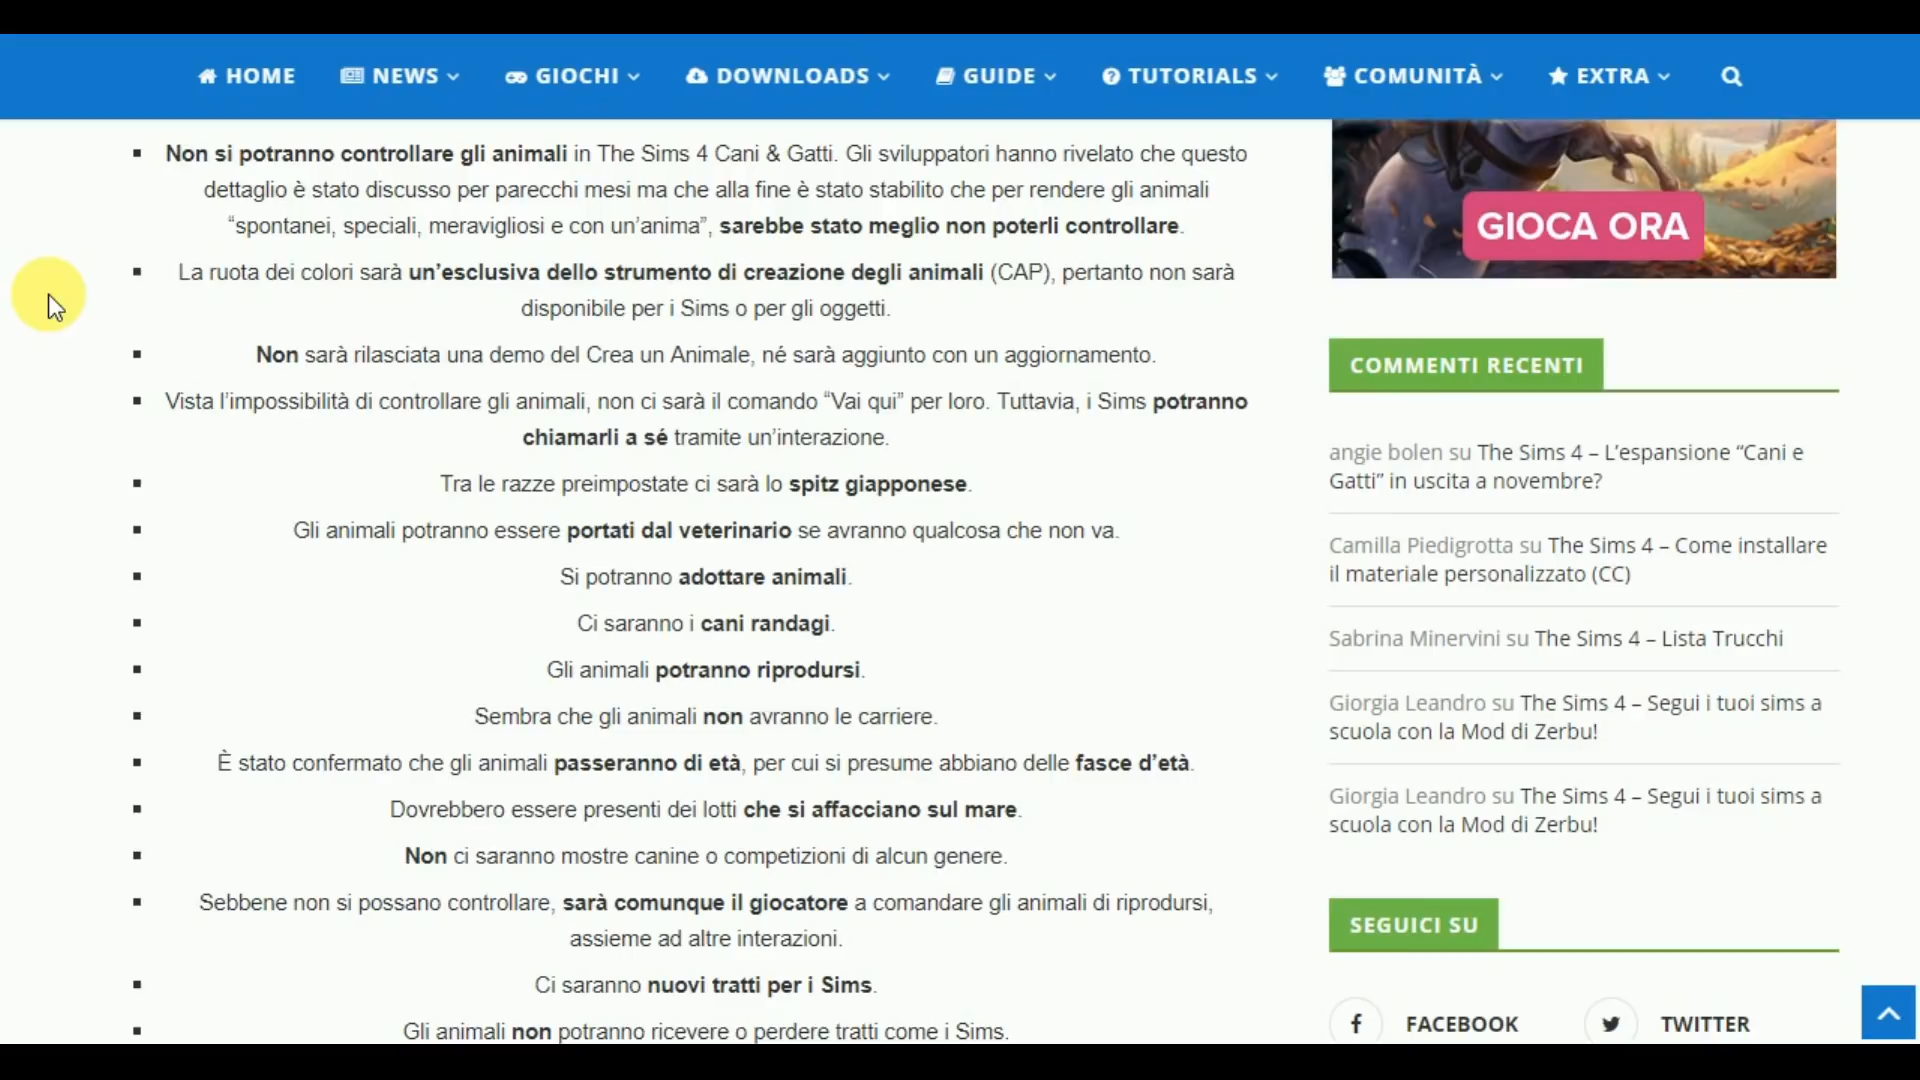 HOME NEWS GIOCHI DOWNLOADS GUIDE TUTORIALS COMUNITÀ EXTRA
Non si potranno controllare gli animali in The Sims 4 Cani & Gatti. Gli sviluppatori hanno rivelato che questo
dettaglio è stato discusso per parecchi mesi ma che alla fine è stato stabilito che per rendere gli animali
“spontanei, speciali, meravigliosi e con un’anima”, sarebbe stato meglio non poterli controllare.
La ruota dei colori sarà un’esclusiva dello strumento di creazione degli animali (CAP), pertanto non sarà
disponibile per i Sims o per gli oggetti.
Non sarà rilasciata una demo del Crea un Animale, né sarà aggiunto con un aggiornamento.
Vista l’impossibilità di controllare gli animali, non ci sarà il comando “Vai qui” per loro. Tuttavia, i Sims potranno
chiamarli a sé tramite un’interazione.
Tra le razze preimpostate ci sarà lo spitz giapponese.
Gli animali potranno essere portati dal veterinario se avranno qualcosa che non va.
Si potranno adottare animali.
Ci saranno i cani randagi.
Gli animali potranno riprodursi.
Sembra che gli animali non avranno le carriere.
È stato confermato che gli animali passeranno di età, per cui si presume abbiano delle fasce d’età.
Dovrebbero essere presenti dei lotti che si affacciano sul mare.
Non ci saranno mostre canine o competizioni di alcun genere.
Sebbene non si possano controllare, sarà comunque il giocatore a comandare gli animali di riprodursi,
assieme ad altre interazioni.
Ci saranno nuovi tratti per i Sims.
Gli animali non potranno ricevere o perdere tratti come i Sims.
GIOCA ORA
COMMENTI RECENTI
angie bolen su The Sims 4 – L’espansione “Cani e
Gatti” in uscita a novembre?
Camilla Piedigrotta su The Sims 4 – Come installare
il materiale personalizzato (CC)
Sabrina Minervini su The Sims 4 – Lista Trucchi
Giorgia Leandro su The Sims 4 – Segui i tuoi sims a
scuola con la Mod di Zerbu!
Giorgia Leandro su The Sims 4 – Segui i tuoi sims a
scuola con la Mod di Zerbu!
SEGUICI SU
FACEBOOK TWITTER